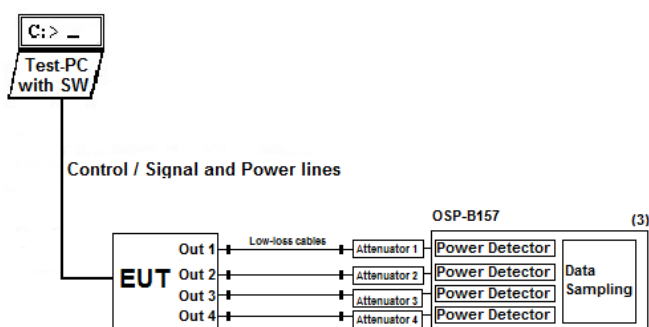 C:> _
Test-PC
with SW
Control / Signal and Power lines
OSP-B157
(3)
EUT
Out 1
Low-loss cables
Attenuator 1
Power Detector
Out 2
Attenuator 2
Power Detector
Out 3
Attenuator 3
Power Detector
Out 4
Attenuator 4
Power Detector
Data
Sampling